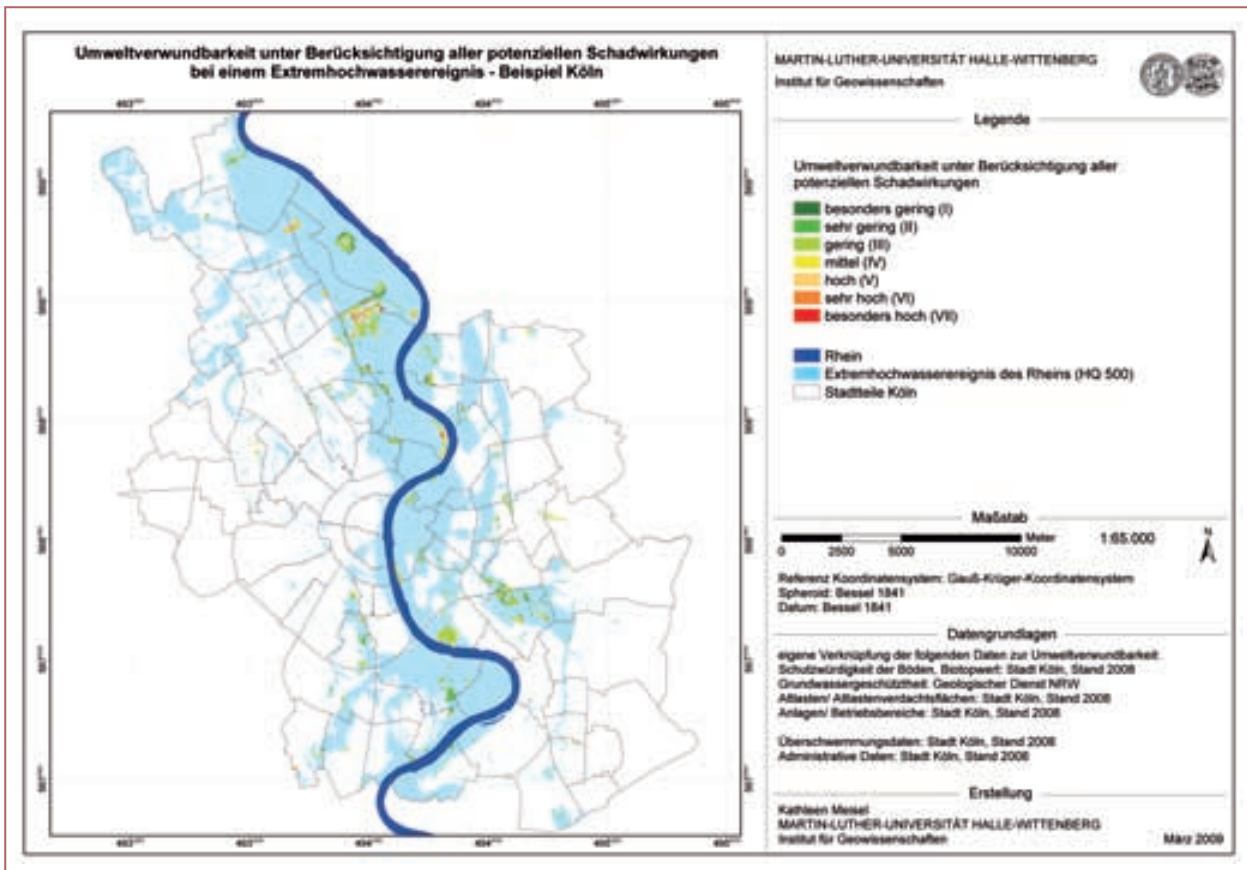 Umweltverwundbarkeit unter Berücksichtigung aller potenziellen Schadwirkungen
bei einem Extremhochwasserereignis - Beispiel Köln
MARTIN-LUTHER-UNIVERSITÄT HALLE-WITTENBERG
Institut für Geowissenschaften
Legende
Umweltverwundbarkeit unter Berücksichtigung aller
potenziellen Schadwirkungen
besonders gering (I)
sehr gering (II)
gering (III)
mittel (IV)
hoch (V)
sehr hoch (VI)
besonders hoch (VII)
Rhein
Extremhochwasserereignis des Rheins (HQ 500)
Stadtteile Köln
Maßstab
Meter 1:65.000
N
0 2500 5000 10000
Referenz Koordinatensystem: Gauß-Krüger-Koordinatensystem
Spheroid: Bessel 1841
Datum: Bessel 1841
Datengrundlagen
eigene Verknüpfung der folgenden Daten zur Umweltverwundbarkeit:
Schutzwürdigkeit der Böden, Biotopwert: Stadt Köln, Stand 2008
Grundwassergeschütztheit: Geologischer Dienst NRW
Altlasten/ Altlastenverdachtsflächen: Stadt Köln, Stand 2008
Anlagen/ Betriebsbereiche: Stadt Köln, Stand 2008
Überschwemmungsdaten: Stadt Köln, Stand 2008
Administrative Daten: Stadt Köln, Stand 2008
Erstellung
Kathleen Meisel
MARTIN-LUTHER-UNIVERSITÄT HALLE-WITTENBERG
Institut für Geowissenschaften
März 2009